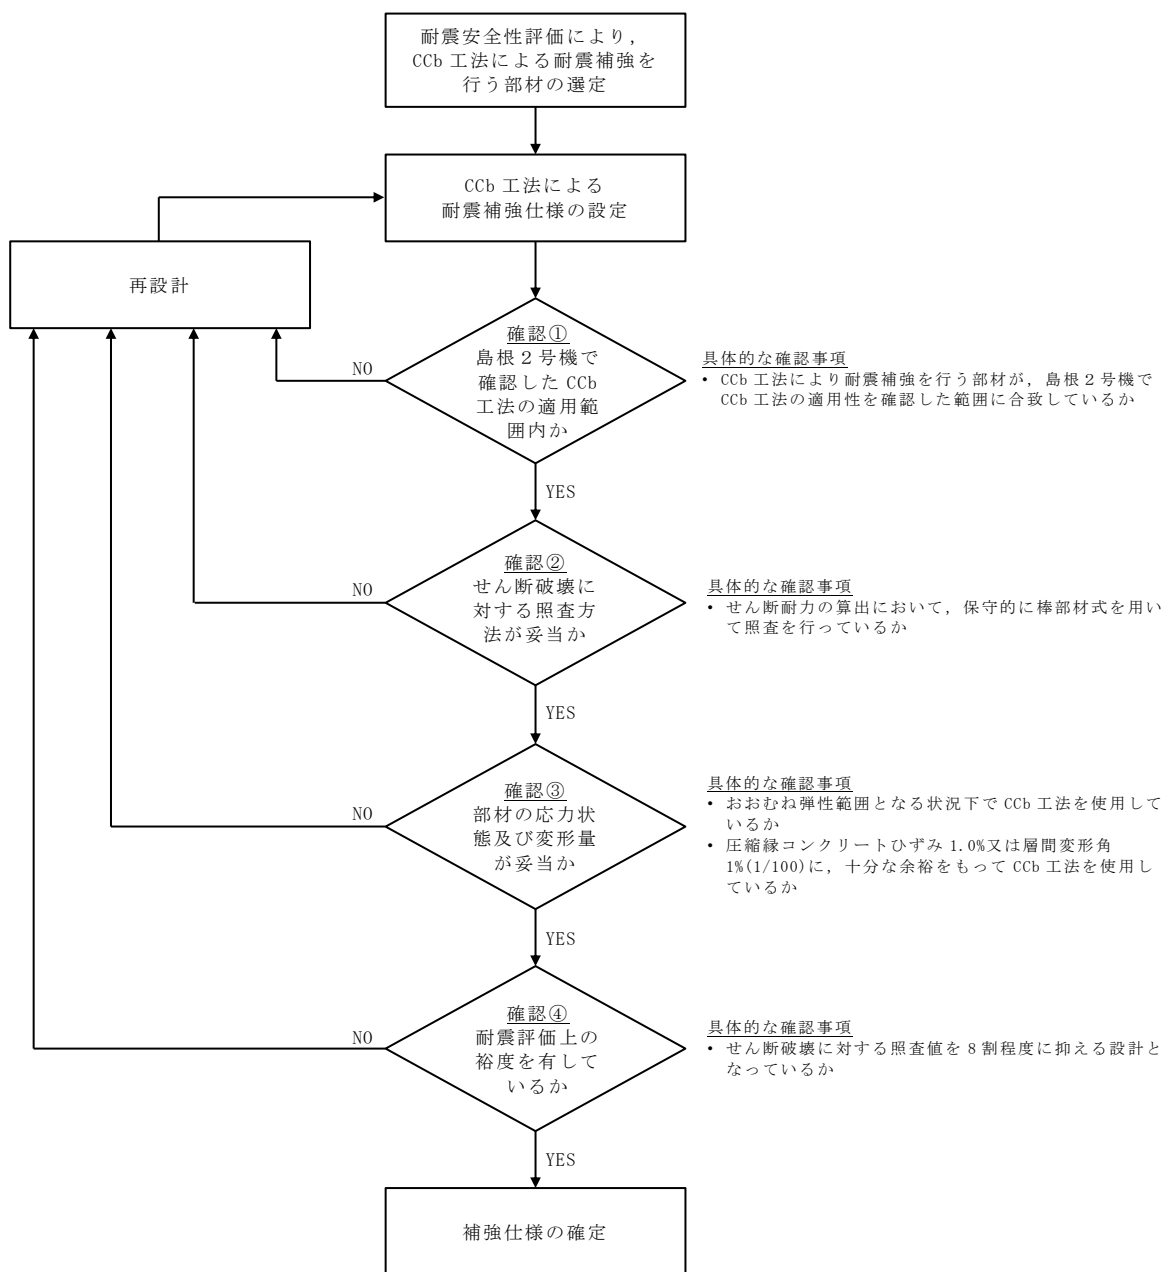 耐震安全性評価により，
CCb 工法による耐震補強を
行う部材の選定
CCb 工法による
耐震補強仕様の設定
再設計
確認①
島根２号機で
確認した CCb
工法の適用範
囲内か
NO
具体的な確認事項
• CCb 工法により耐震補強を行う部材が，島根２号機で
CCb 工法の適用性を確認した範囲に合致しているか
YES
確認②
せん断破壊に
対する照査方
法が妥当か
NO
具体的な確認事項
• せん断耐力の算出において，保守的に棒部材式を用い
て照査を行っているか
YES
確認③
部材の応力状
態及び変形量
が妥当か
NO
具体的な確認事項
• おおむね弾性範囲となる状況下で CCb 工法を使用して
いるか
• 圧縮縁コンクリートひずみ 1.0%又は層間変形角
1%(1/100)に，十分な余裕をもって CCb 工法を使用し
ているか
YES
確認④
耐震評価上の
裕度を有して
いるか
NO
具体的な確認事項
• せん断破壊に対する照査値を８割程度に抑える設計と
なっているか
YES
補強仕様の確定